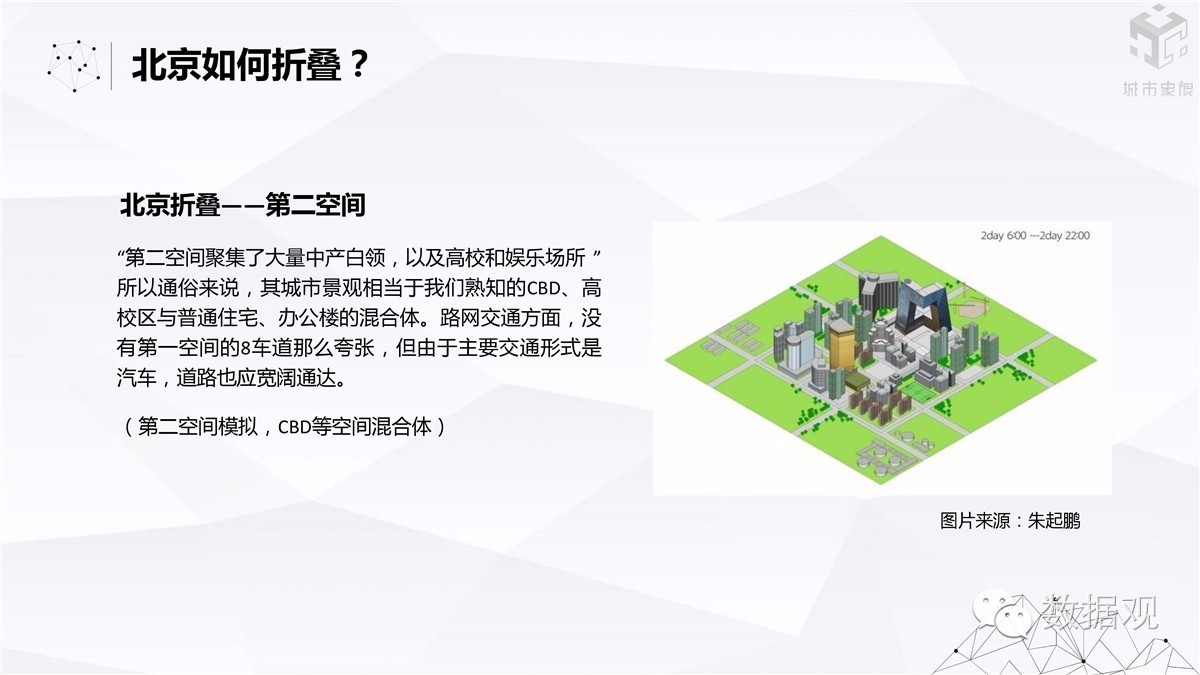 北京如何折叠？
城市象限
北京折叠——第二空间
“第二空间聚集了大量中产白领，以及高校和娱乐场所 ”
所以通俗来说，其城市景观相当于我们熟知的CBD、高
校区与普通住宅、办公楼的混合体。路网交通方面，没
有第一空间的8车道那么夸张，但由于主要交通形式是
汽车，道路也应宽阔通达。
（第二空间模拟，CBD等空间混合体）
2day 6:00 ---2day 22:00
图片来源：朱起鹏
数据观